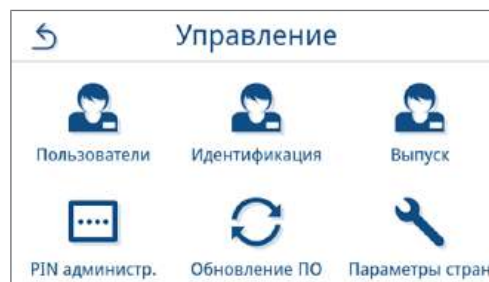 Управление
Пользователи Идентификация Выпуск
PIN администр. Обновление ПО Параметры стран